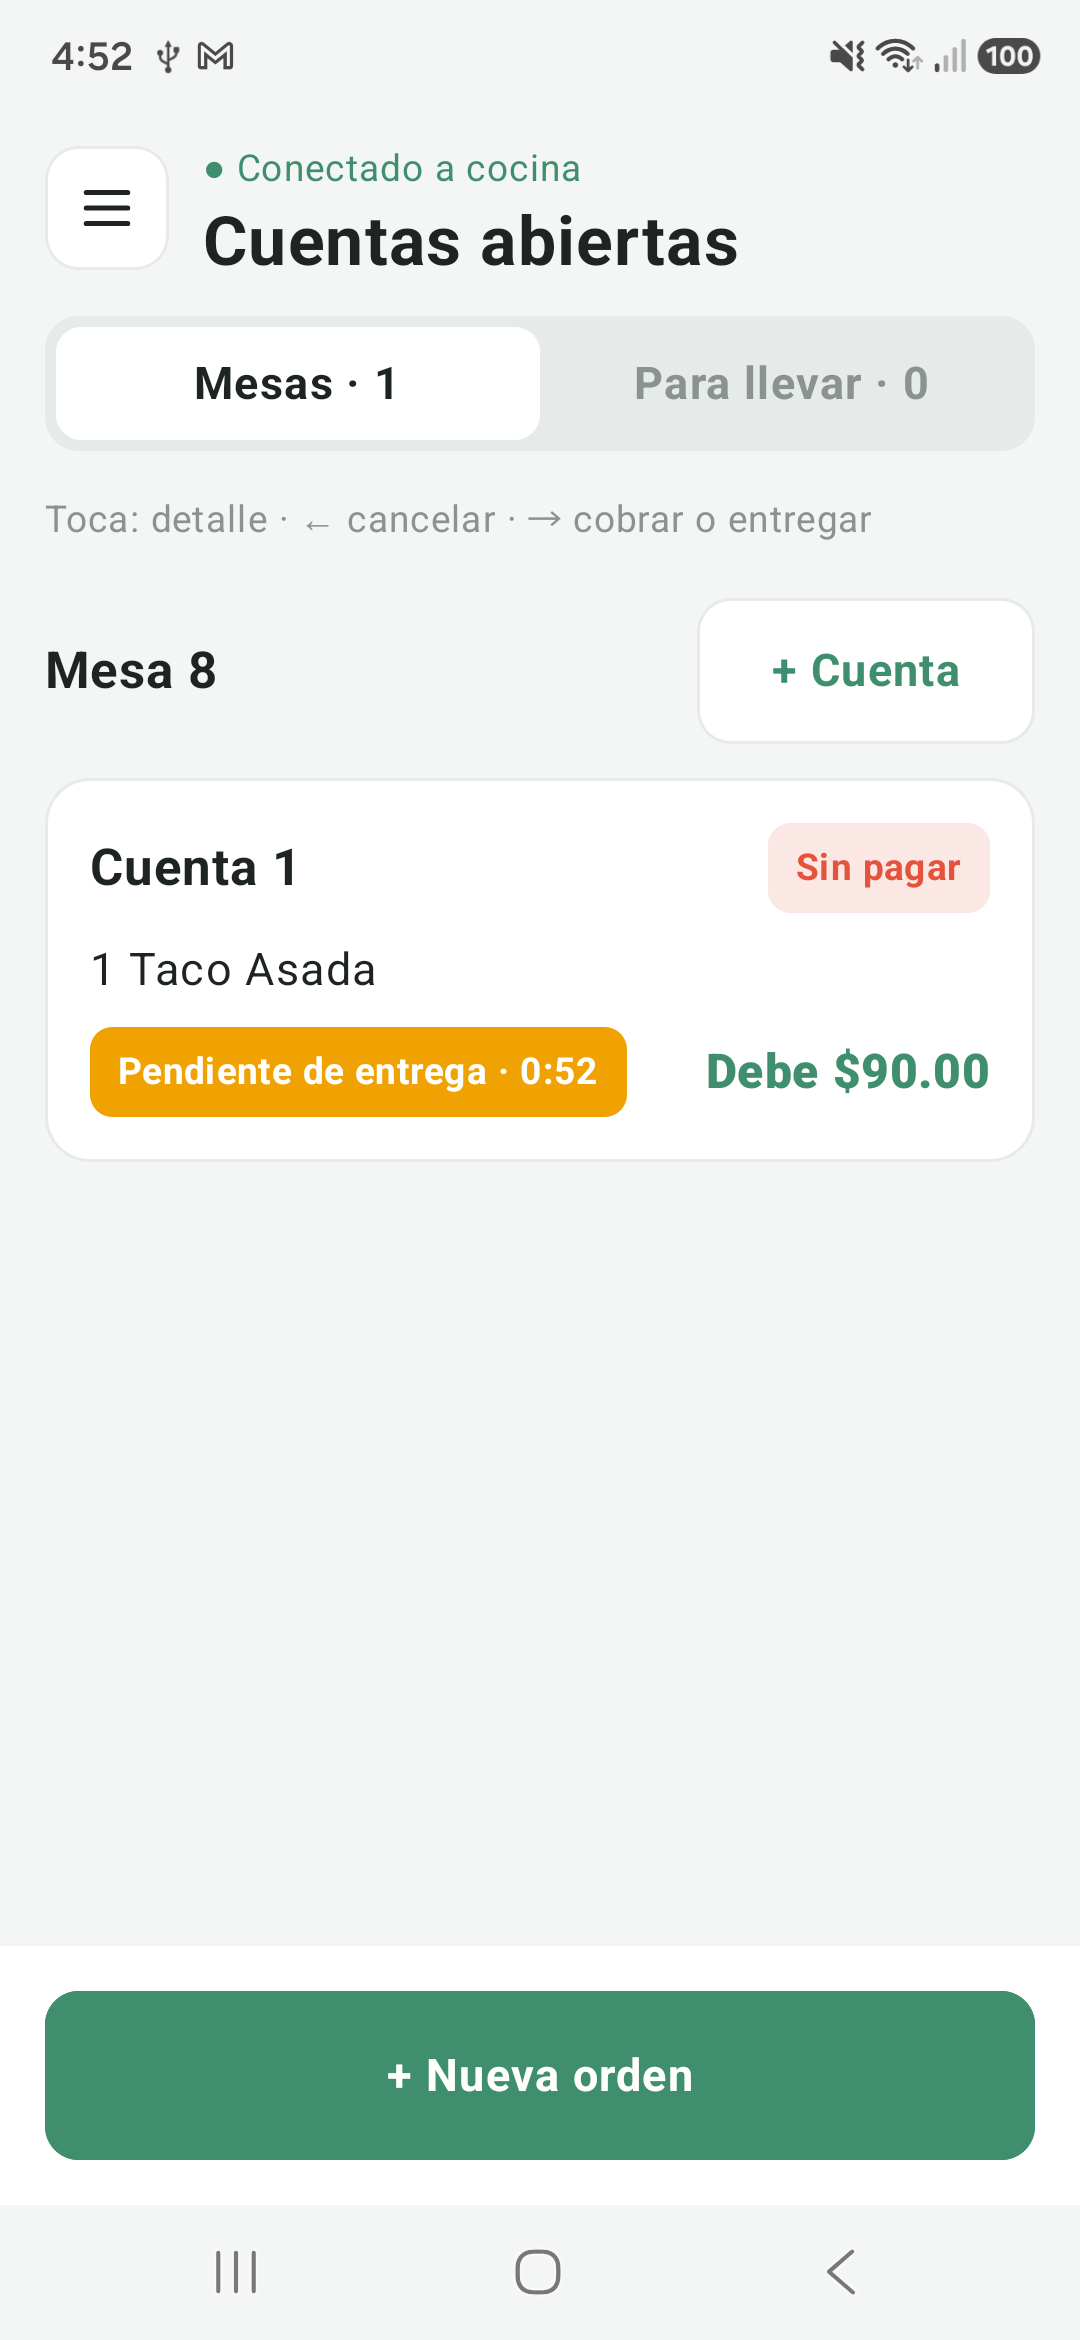 4:52
100
Conectado a cocina
Cuentas abiertas
Mesas · 1
Para llevar · 0
Toca: detalle · ← cancelar · → cobrar o entregar
Mesa 8
+ Cuenta
Cuenta 1
Sin pagar
1 Taco Asada
Pendiente de entrega · 0:52
Debe $90.00
+ Nueva orden